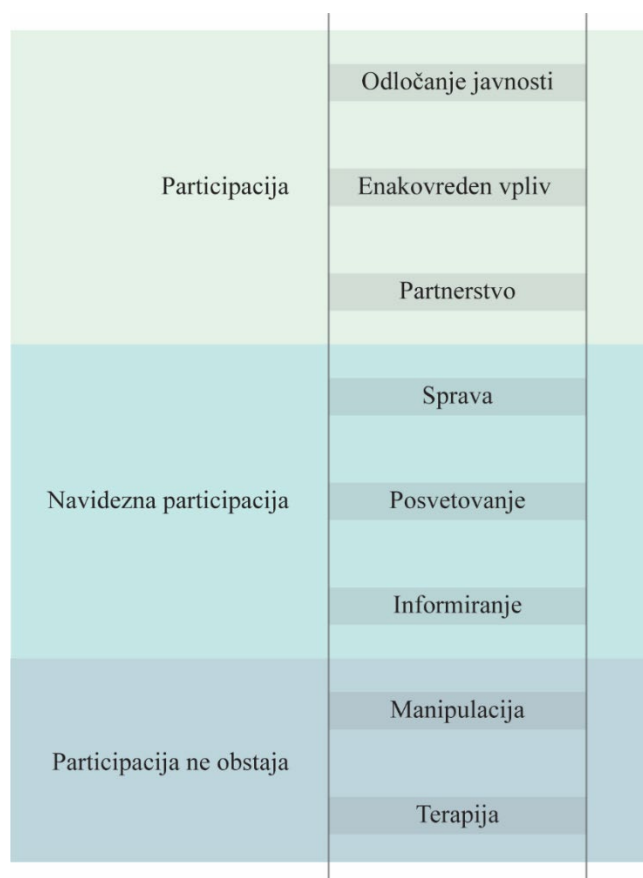 Odločanje javnosti
Participacija
Enakovreden vpliv
Partnerstvo
Sprava
Navidezna participacija
Posvetovanje
Informiranje
Manipulacija
Participacija ne obstaja
Terapija